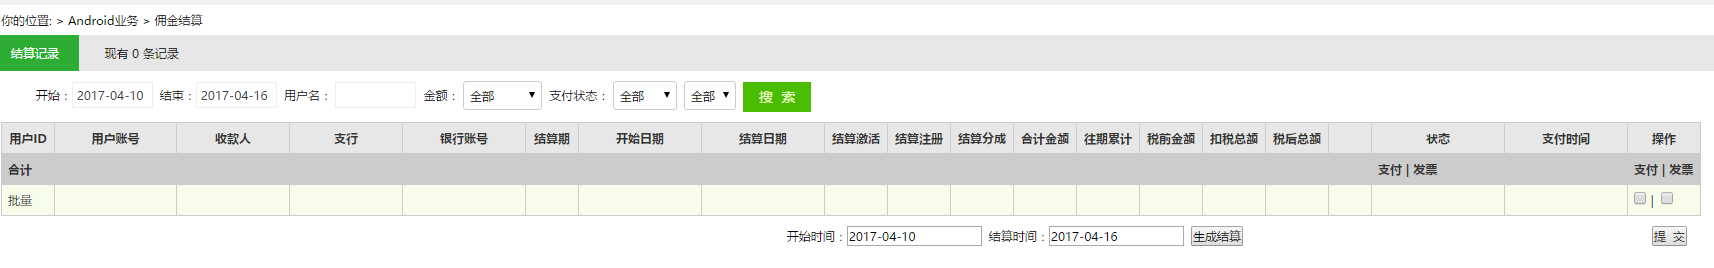 你的位置: > Android业务 > 佣金结算
结算记录 现有 0 条记录
开始：2017-04-10 结束：2017-04-16 用户名： 金额：全部 支付状态：全部 全部 搜 索
用户ID 用户账号 收款人 支行 银行账号 结算期 开始日期 结算日期 结算激活 结算注册 结算分成 合计金额 往期累计 税前金额 扣税总额 税后总额 状态 支付时间 操作
合计 支付 | 发票 支付 | 发票
批量 |
开始时间：2017-04-10 结算时间：2017-04-16 生成结算 提 交